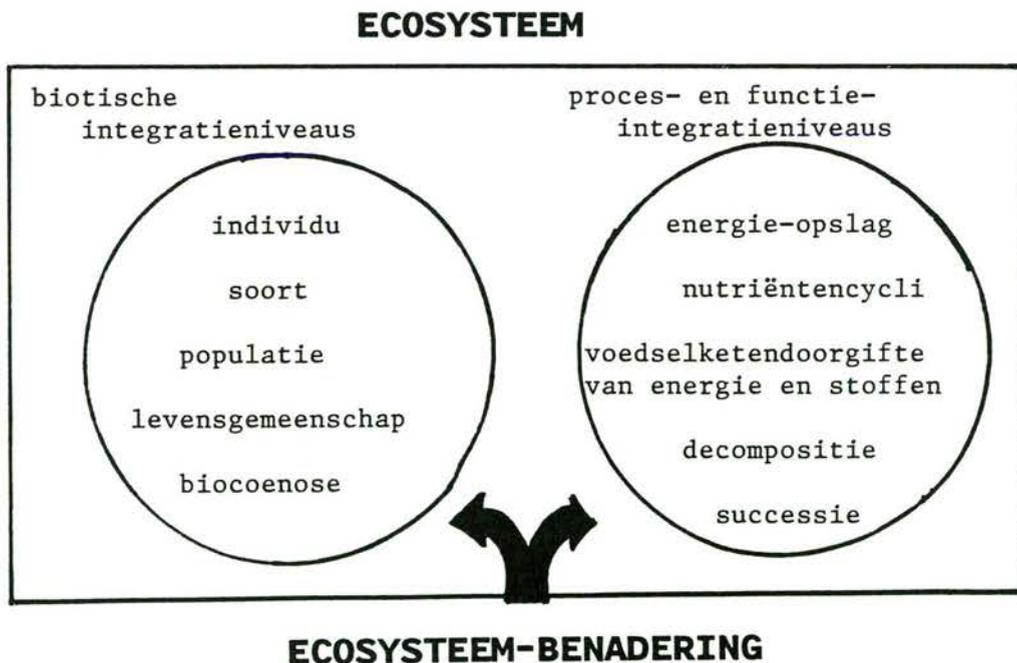 ECOSYSTEEM
biotische
integratieniveaus
individu
soort
populatie
levensgemeenschap
biocoenose
proces- en functie-
integratieniveaus
energie-opslag
nutriëntencycli
voedselketendoorgifte
van energie en stoffen
decompositie
successie
ECOSYSTEEM-BENADERING